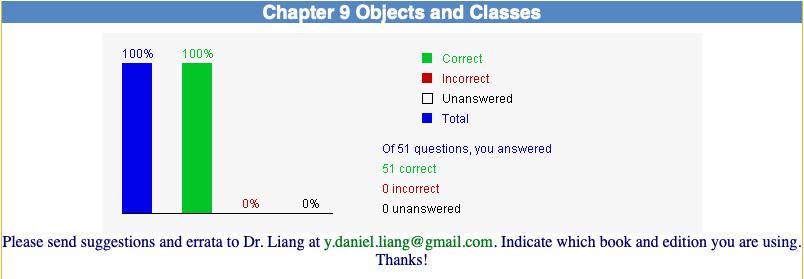 Chapter 9 Objects and Classes
100%
100%
0%
0%
Correct
Incorrect
Unanswered
Total
Of 51 questions, you answered
51 correct
0 incorrect
0 unanswered
Please send suggestions and errata to Dr. Liang at y.daniel.liang@gmail.com. Indicate which book and edition you are using.
Thanks!